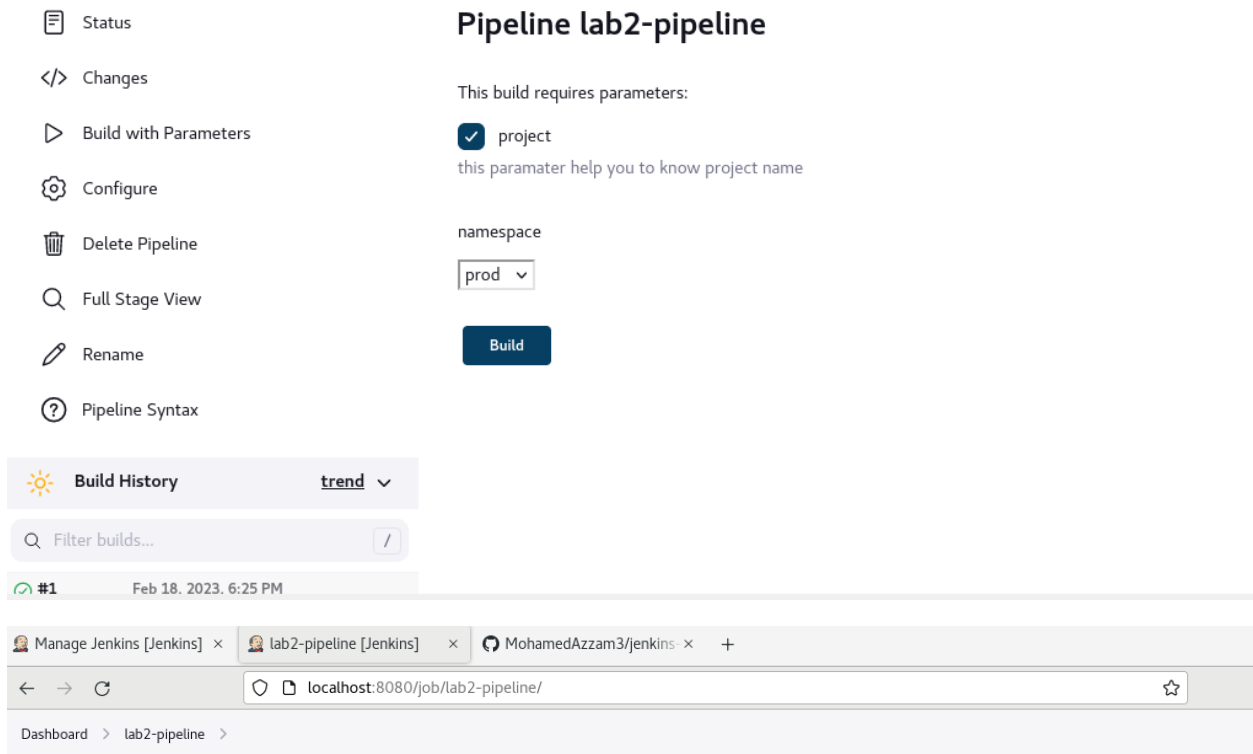 Status
Changes
Build with Parameters
Configure
Delete Pipeline
Full Stage View
Rename
Pipeline Syntax
Build History trend
Filter builds... /
#1 Feb 18, 2023, 6:25 PM
Pipeline lab2-pipeline
This build requires parameters:
project
this paramater help you to know project name
namespace
prod
Build
Manage Jenkins [Jenkins] × lab2-pipeline [Jenkins] × MohamedAzzam3/jenkins- × +
localhost:8080/job/lab2-pipeline/
Dashboard > lab2-pipeline >